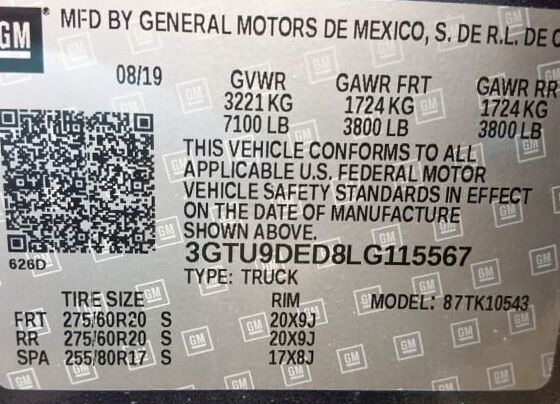 GM MFD BY GENERAL MOTORS DE MEXICO, S. DE R.L. DE C
08/19 GVWR GAWR FRT GAWR RR
3221 KG 1724 KG 1724 KG
7100 LB 3800 LB 3800 LB
THIS VEHICLE CONFORMS TO ALL
APPLICABLE U.S. FEDERAL MOTOR
VEHICLE SAFETY STANDARDS IN EFFECT
ON THE DATE OF MANUFACTURE
SHOWN ABOVE.
626D 3GTU9DED8LG115567
TYPE: TRUCK
TIRE SIZE RIM MODEL: 87TK10543
FRT 275/60R20 S 20X9J
RR 275/60R20 S 20X9J
SPA 255/80R17 S 17X8J